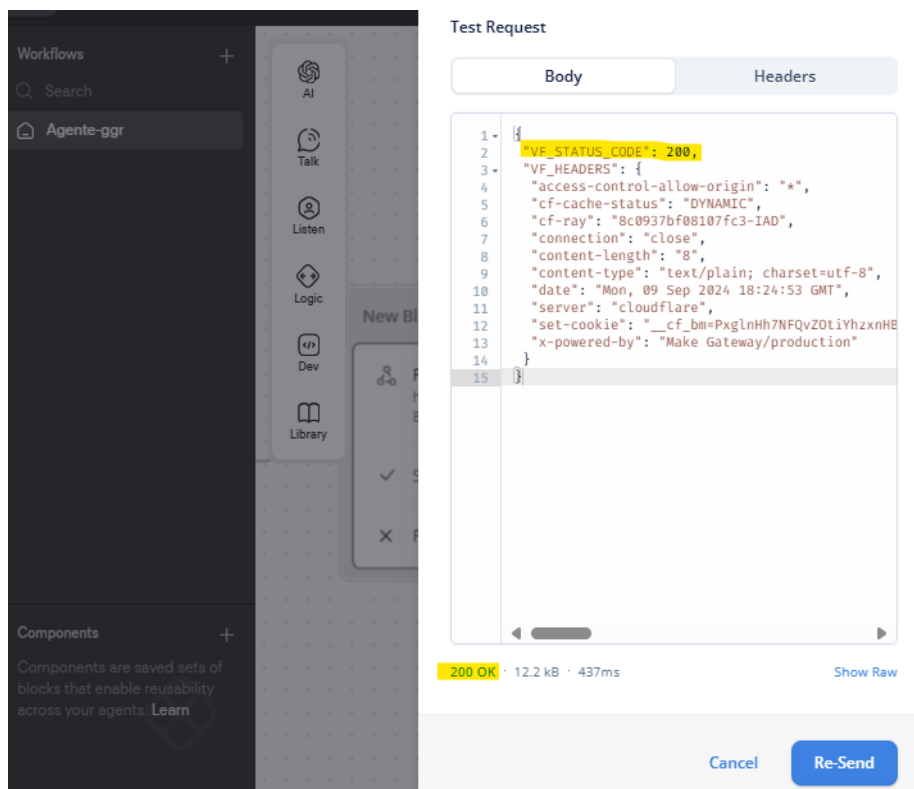 Workflows
Search
Agente-ggr
AI
Talk
Listen
Logic
Dev
Library
New Bl
Components
Components are saved sets of
blocks that enable reusability
across your agents. Learn
Test Request
Body
Headers
1
{
2
"VF_STATUS_CODE": 200,
3
"VF_HEADERS": {
4
"access-control-allow-origin": "*",
5
"cf-cache-status": "DYNAMIC",
6
"cf-ray": "8c0937bf08107fc3-IAD",
7
"connection": "close",
8
"content-length": "8",
9
"content-type": "text/plain; charset=utf-8",
10
"date": "Mon, 09 Sep 2024 18:24:53 GMT",
11
"server": "cloudflare",
12
"set-cookie": "__cf_bm=PxglnHh7NFQvZOtiYhzxnHE
13
"x-powered-by": "Make Gateway/production"
14
}
15
}
200 OK · 12.2 kB · 437ms
Show Raw
Cancel
Re-Send